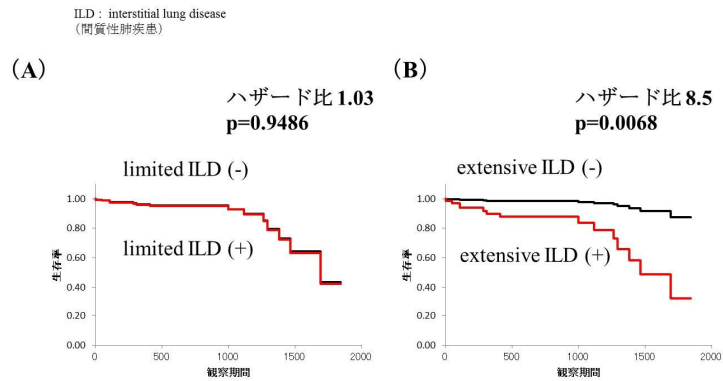 ILD : interstitial lung disease
（間質性肺疾患）
(A)
ハザード比 1.03
p=0.9486
limited ILD (-)
limited ILD (+)
生存率
1.00
0.80
0.60
0.40
0.20
0.00
0
500
1000
1500
2000
観察期間
(B)
ハザード比 8.5
p=0.0068
extensive ILD (-)
extensive ILD (+)
生存率
1.00
0.80
0.60
0.40
0.20
0.00
0
500
1000
1500
2000
観察期間